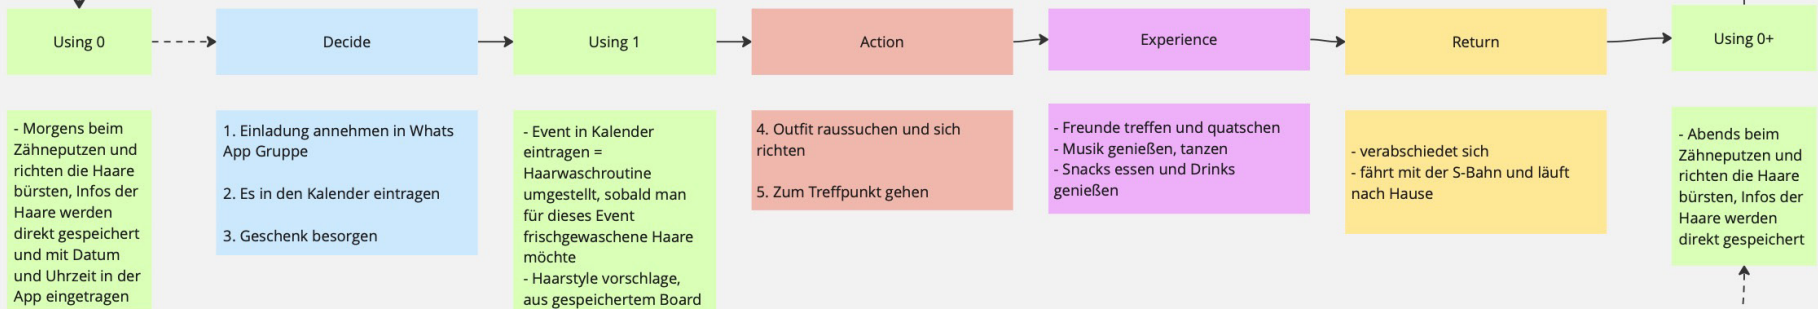 Using 0
Decide
Using 1
Action
Experience
Return
Using 0+
- Morgens beim
Zähneputzen und
richten die Haare
bürsten, Infos der
Haare werden
direkt gespeichert
und mit Datum
und Uhrzeit in der
App eingetragen
1. Einladung annehmen in Whats
App Gruppe
2. Es in den Kalender eintragen
3. Geschenk besorgen
- Event in Kalender
eintragen =
Haarwaschroutine
umgestellt, sobald man
für dieses Event
frischgewaschene Haare
möchte
- Haarstyle vorschlage,
aus gespeichertem Board
4. Outfit raussuchen und sich
richten
5. Zum Treffpunkt gehen
- Freunde treffen und quatschen
- Musik genießen, tanzen
- Snacks essen und Drinks
genießen
- verabschiedet sich
- fährt mit der S-Bahn und läuft
nach Hause
- Abends beim
Zähneputzen und
richten die Haare
bürsten, Infos der
Haare werden
direkt gespeichert